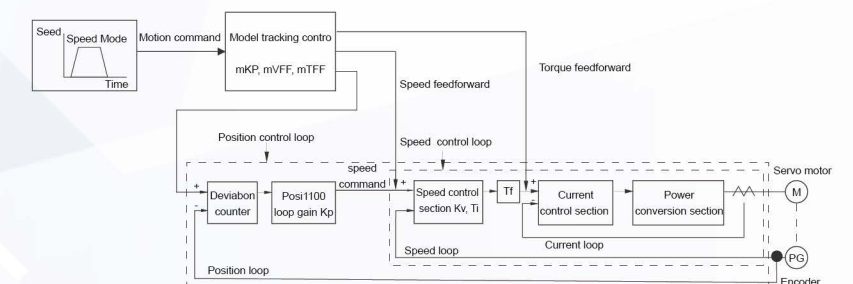 Seed
Speed Mode
Time
Motion command
Model tracking contro
mKP, mVFF, mTFF
Speed feedforward
Torque feedforward
Position control loop
Speed control loop
speed
command
+
-
Deviabon
counter
Posi1100
loop gain Kp
+
-
Speed control
section Kv, Ti
Tf
+
-
Current
control section
Power
conversion section
Servo motor
M
Current loop
Speed loop
PG
Position loop
Encoder